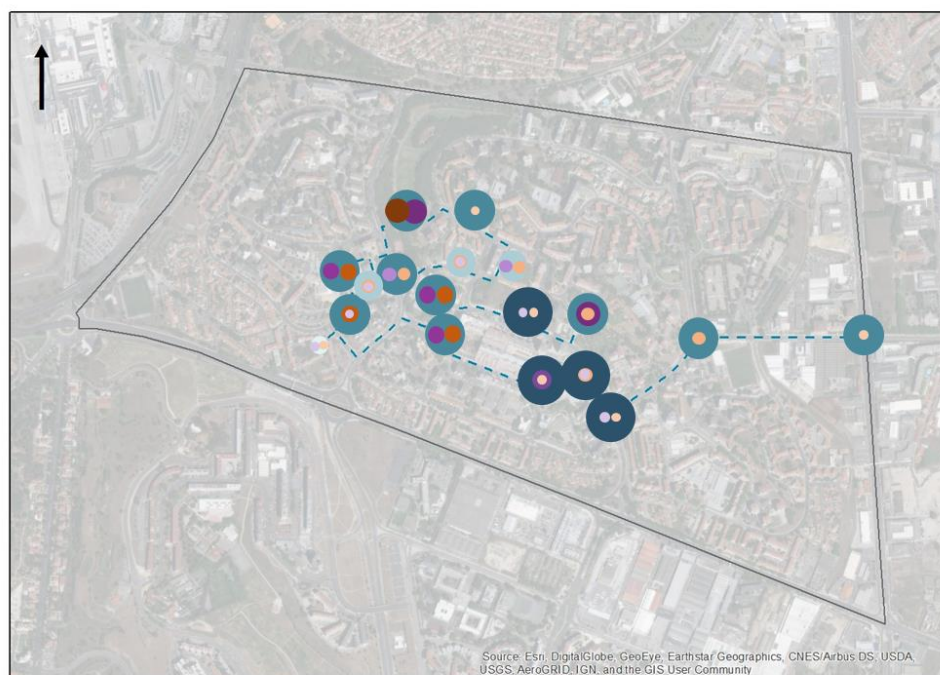 Source: Esri, DigitalGlobe, GeoEye, Earthstar Geographics, CNES/Airbus DS, USDA,
USGS, AeroGRID, IGN, and the GIS User Community